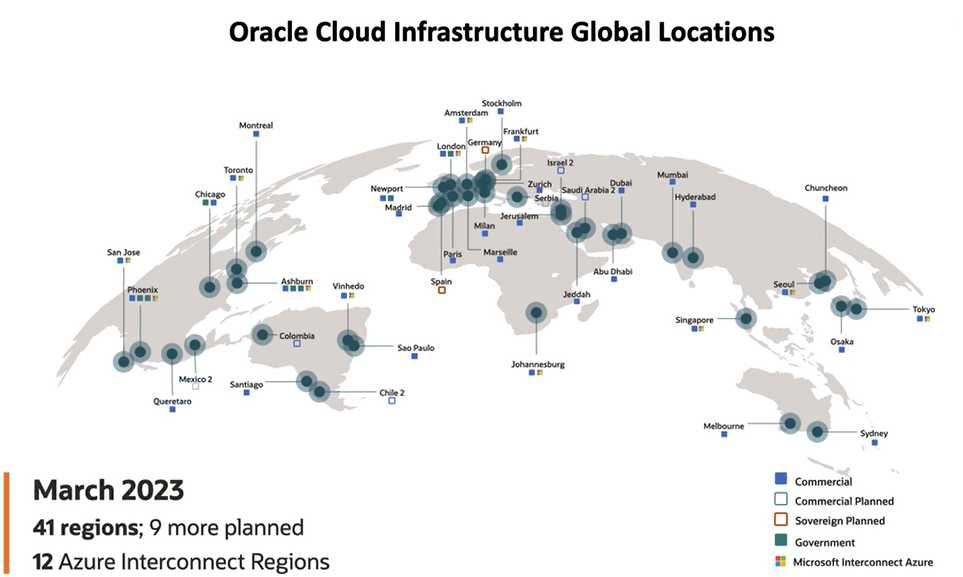 Oracle Cloud Infrastructure Global Locations
Stockholm
Amsterdam
Montreal
Frankfurt
Germany
London
Israel 2
Toronto
Mumbai
Zurich
Saudi Arabia 2
Dubai
Chuncheon
Newport
Chicago
Serbia
Hyderabad
Madrid
Jerusalem
Milan
San Jose
Paris
Marseille
Abu Dhabi
Spain
Ashburn
Vinhedo
Seoul
Phoenix
Jeddah
Tokyo
Singapore
Colombia
Osaka
Sao Paulo
Johannesburg
Mexico 2
Santiago
Chile 2
Queretaro
Melbourne
Sydney
March 2023
41 regions; 9 more planned
12 Azure Interconnect Regions
Commercial
Commercial Planned
Sovereign Planned
Government
Microsoft Interconnect Azure